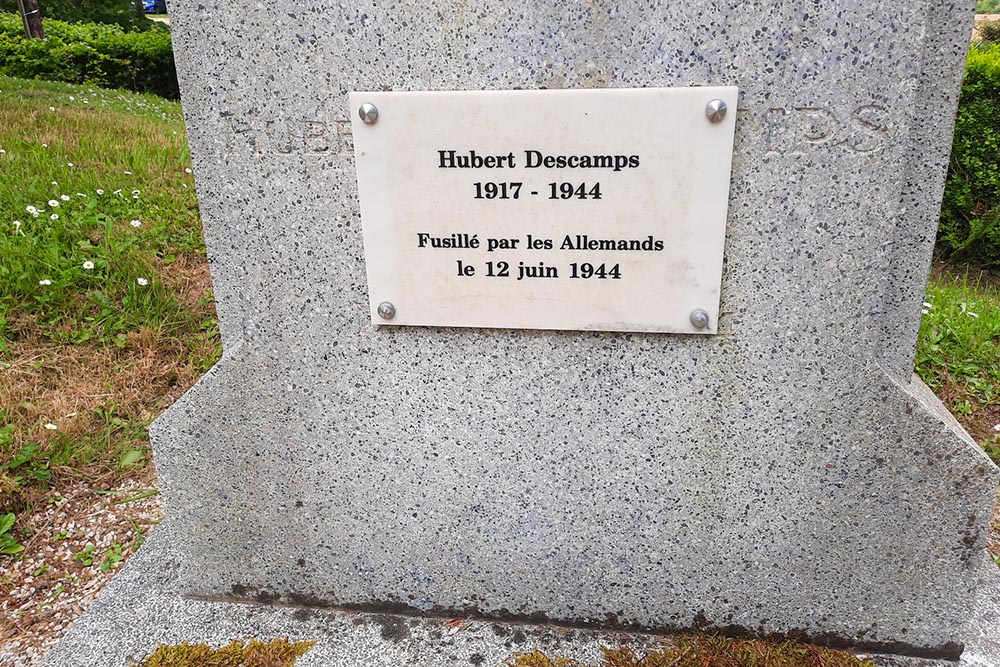 Hubert Descamps
1917 - 1944
Fusillé par les Allemands
le 12 juin 1944